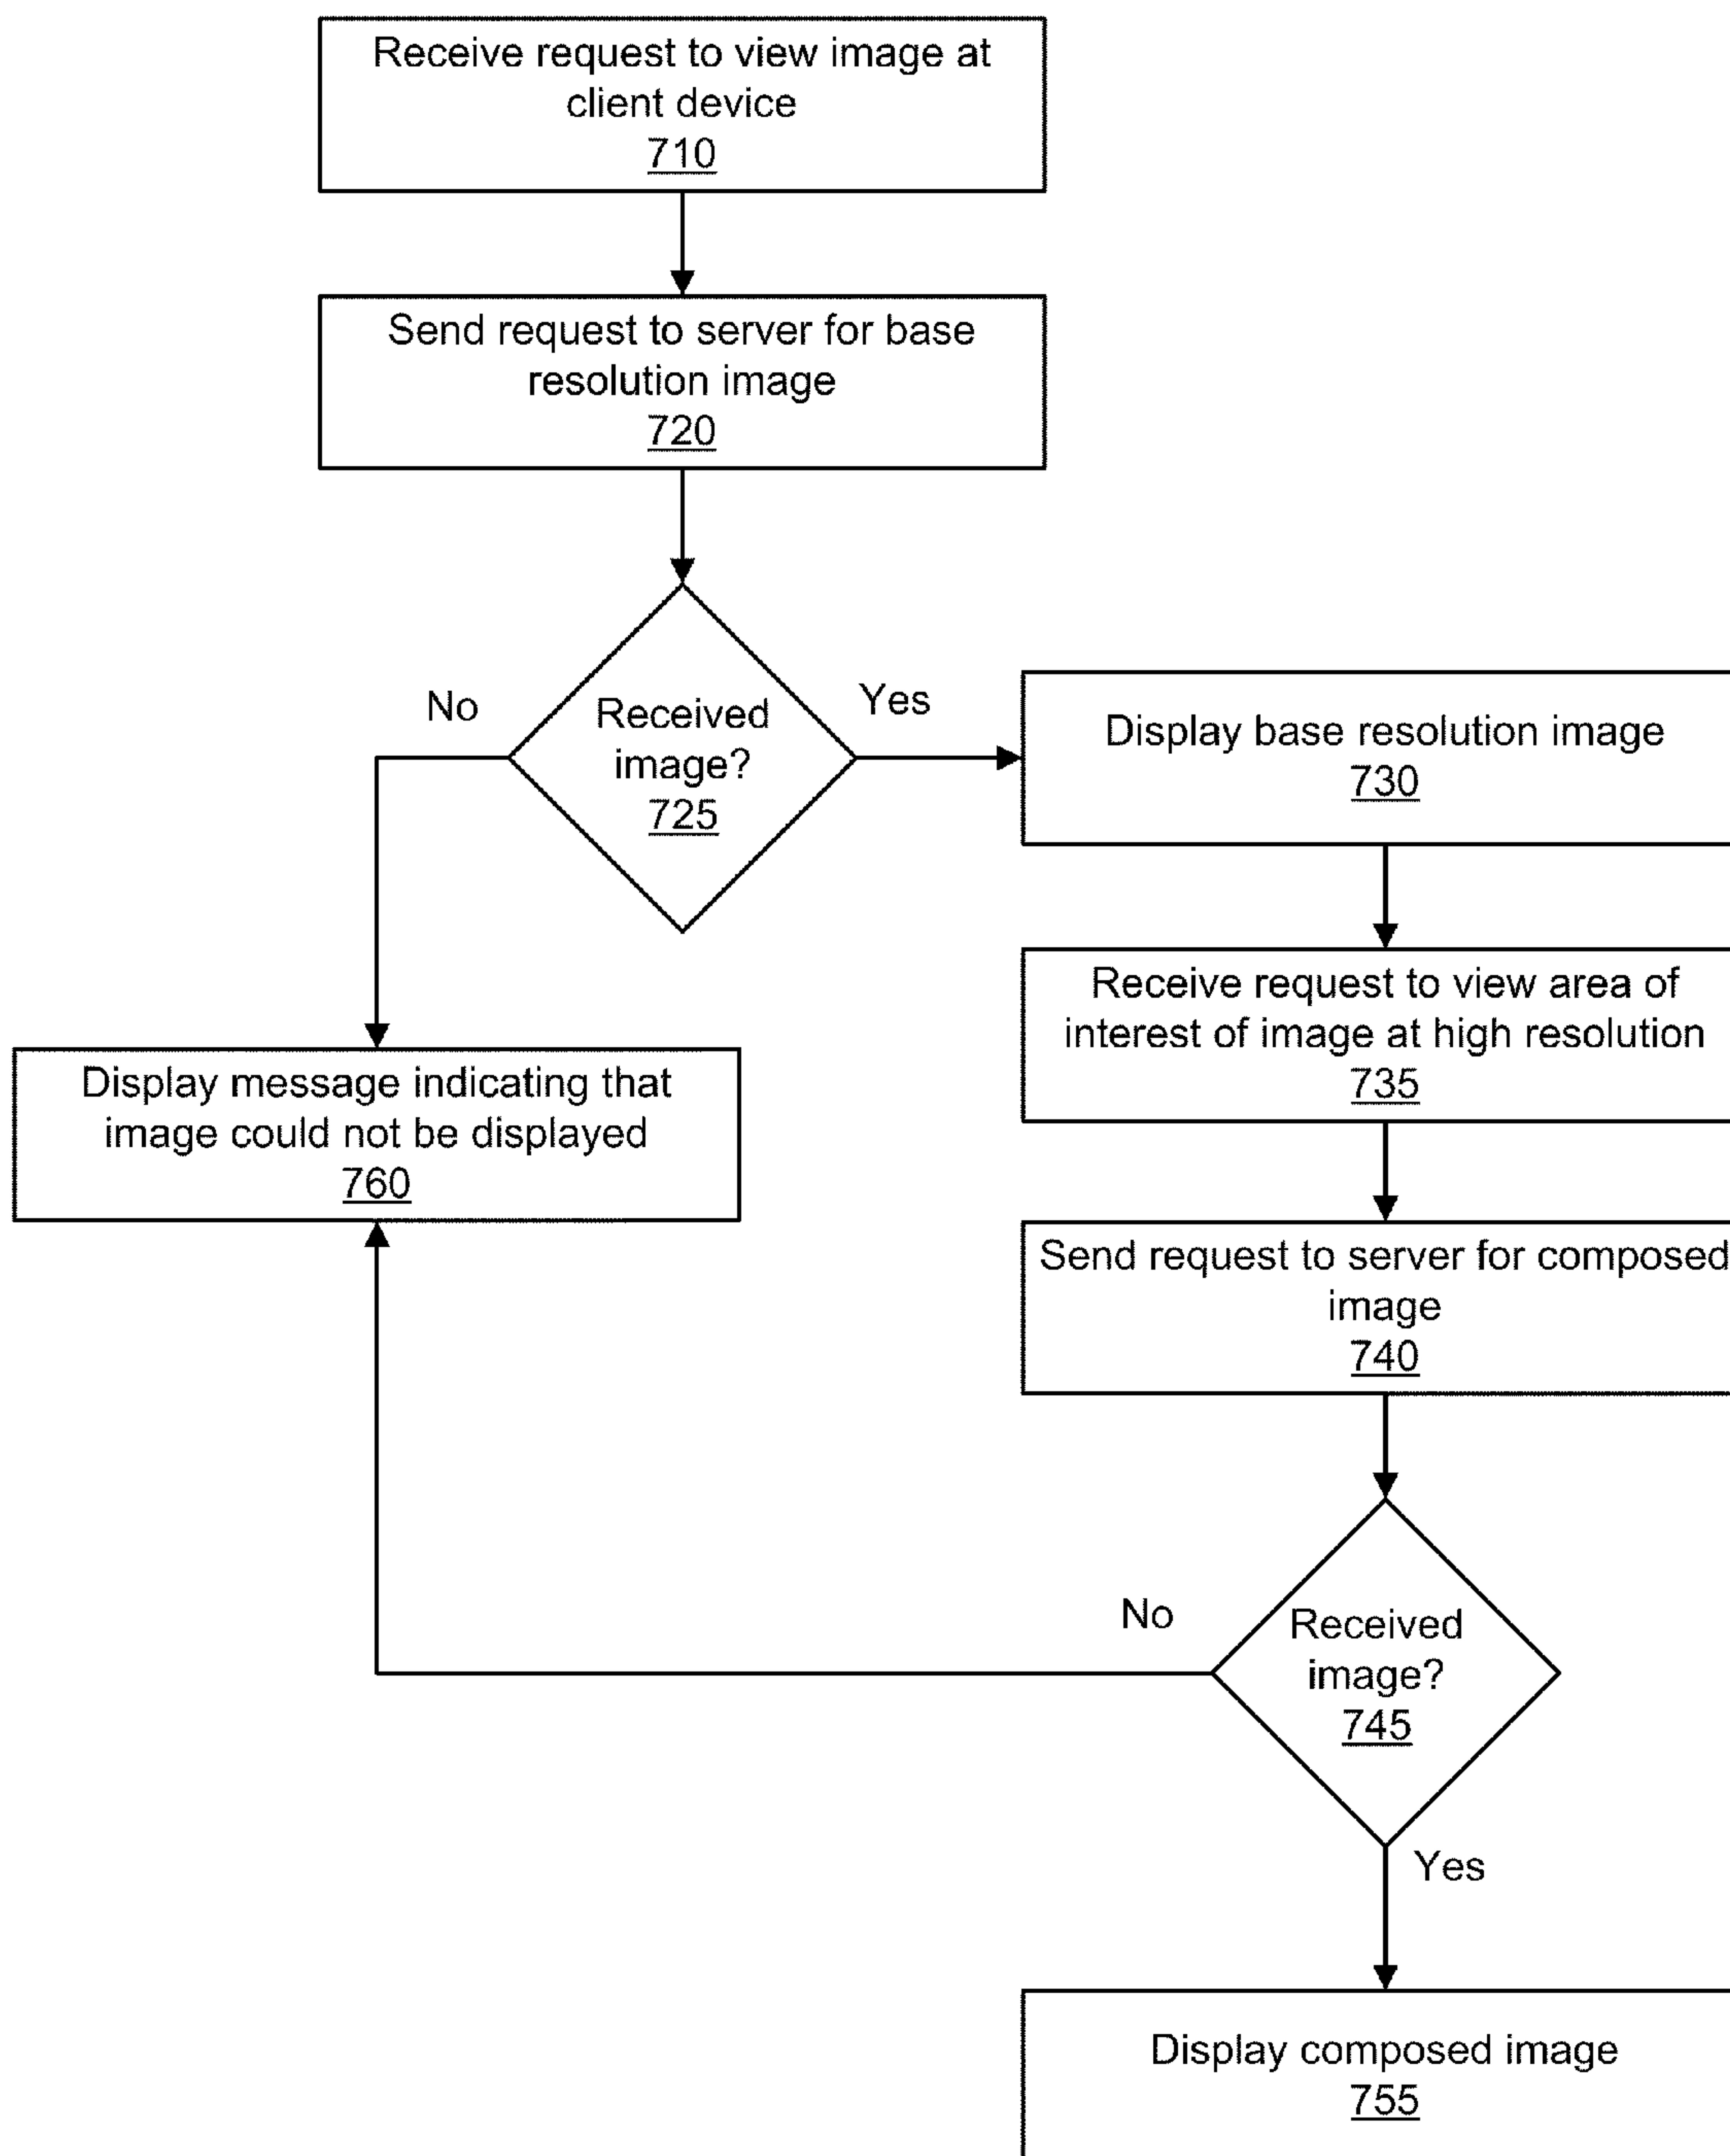 Receive request to view image at
client device
710
Send request to server for base
resolution image
720
No
Received
image?
725
Yes
Display base resolution image
730
Receive request to view area of
interest of image at high resolution
735
Display message indicating that
image could not be displayed
760
Send request to server for composed
image
740
No
Received
image?
745
Yes
Display composed image
755